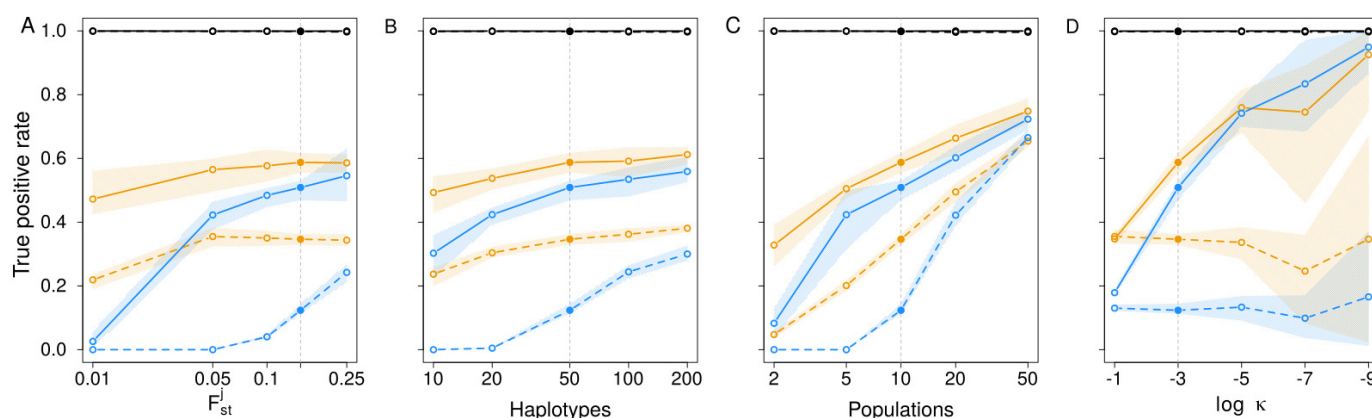 A
B
C
D
True positive rate
1.0
0.8
0.6
0.4
0.2
0.0
0.01 0.05 0.1 0.25
F_st^j
10 20 50 100 200
Haplotypes
2 5 10 20 50
Populations
-1 -3 -5 -7 -9
log κ